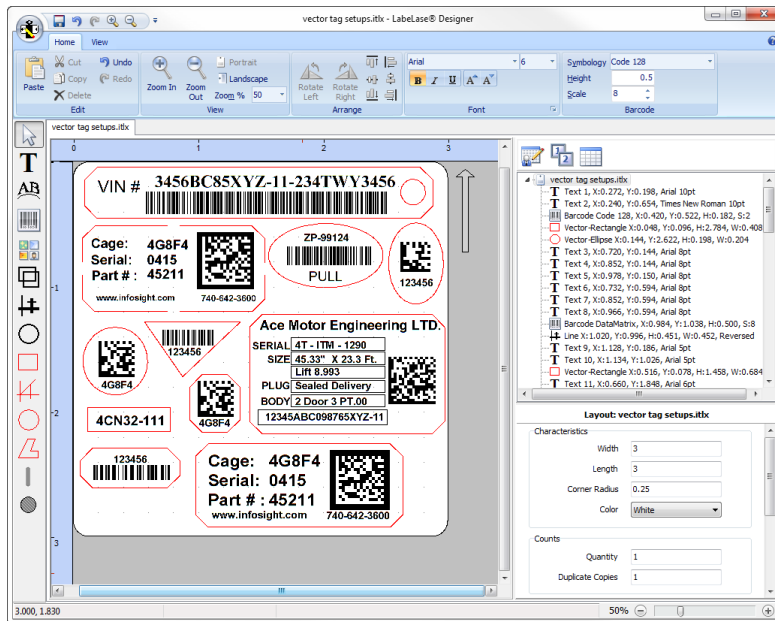 vector tag setups.itlx - LabeLase® Designer
Home View
Paste
Cut
Copy
Delete
Undo
Redo
Edit
Zoom In
Zoom Out
Portrait
Landscape
Zoom % 50
View
Rotate Left
Rotate Right
Arrange
Arial 6
B I U A A
Font
Symbology Code 128
Height 0.5
Scale 8
Barcode
vector tag setups.itlx
0 1 2 3
1
2
3
T
AB
VIN # 3456BC85XYZ-11-234TWY3456
Cage: 4G8F4
Serial: 0415
Part # : 45211
www.infosight.com 740-642-3600
ZP-99124
PULL
123456
4G8F4
123456
4G8F4
4CN32-111
123456
Ace Motor Engineering LTD.
SERIAL 4T - ITM - 1290
SIZE 45.33" X 23.3 Ft.
Lift 8.993
PLUG Sealed Delivery
BODY 2 Door 3 PT.00
12345ABC098765XYZ-11
Cage: 4G8F4
Serial: 0415
Part # : 45211
www.infosight.com 740-642-3600
vector tag setups.itlx
Text 1, X:0.272, Y:0.198, Arial 10pt
Text 2, X:0.240, Y:0.654, Times New Roman 10pt
Barcode Code 128, X:0.420, Y:0.522, H:0.182, S:2
Vector-Rectangle X:0.048, Y:0.096, H:2.784, W:0.408
Vector-Ellipse X:0.144, Y:2.622, H:0.198, W:0.204
Text 3, X:0.720, Y:0.144, Arial 8pt
Text 4, X:0.852, Y:0.144, Arial 8pt
Text 5, X:0.978, Y:0.150, Arial 8pt
Text 6, X:0.732, Y:0.594, Arial 8pt
Text 7, X:0.852, Y:0.594, Arial 8pt
Text 8, X:0.966, Y:0.594, Arial 8pt
Barcode DataMatrix, X:0.984, Y:1.038, H:0.500, S:8
Line X:1.020, Y:0.996, H:0.451, W:0.452, Reversed
Text 9, X:1.128, Y:0.186, Arial 5pt
Text 10, X:1.134, Y:1.026, Arial 5pt
Vector-Rectangle X:0.516, Y:0.078, H:1.458, W:0.684
Text 11, X:0.660, Y:1.848, Arial 6pt
Layout: vector tag setups.itlx
Characteristics
Width 3
Length 3
Corner Radius 0.25
Color White
Counts
Quantity 1
Duplicate Copies 1
3.000, 1.830
50%